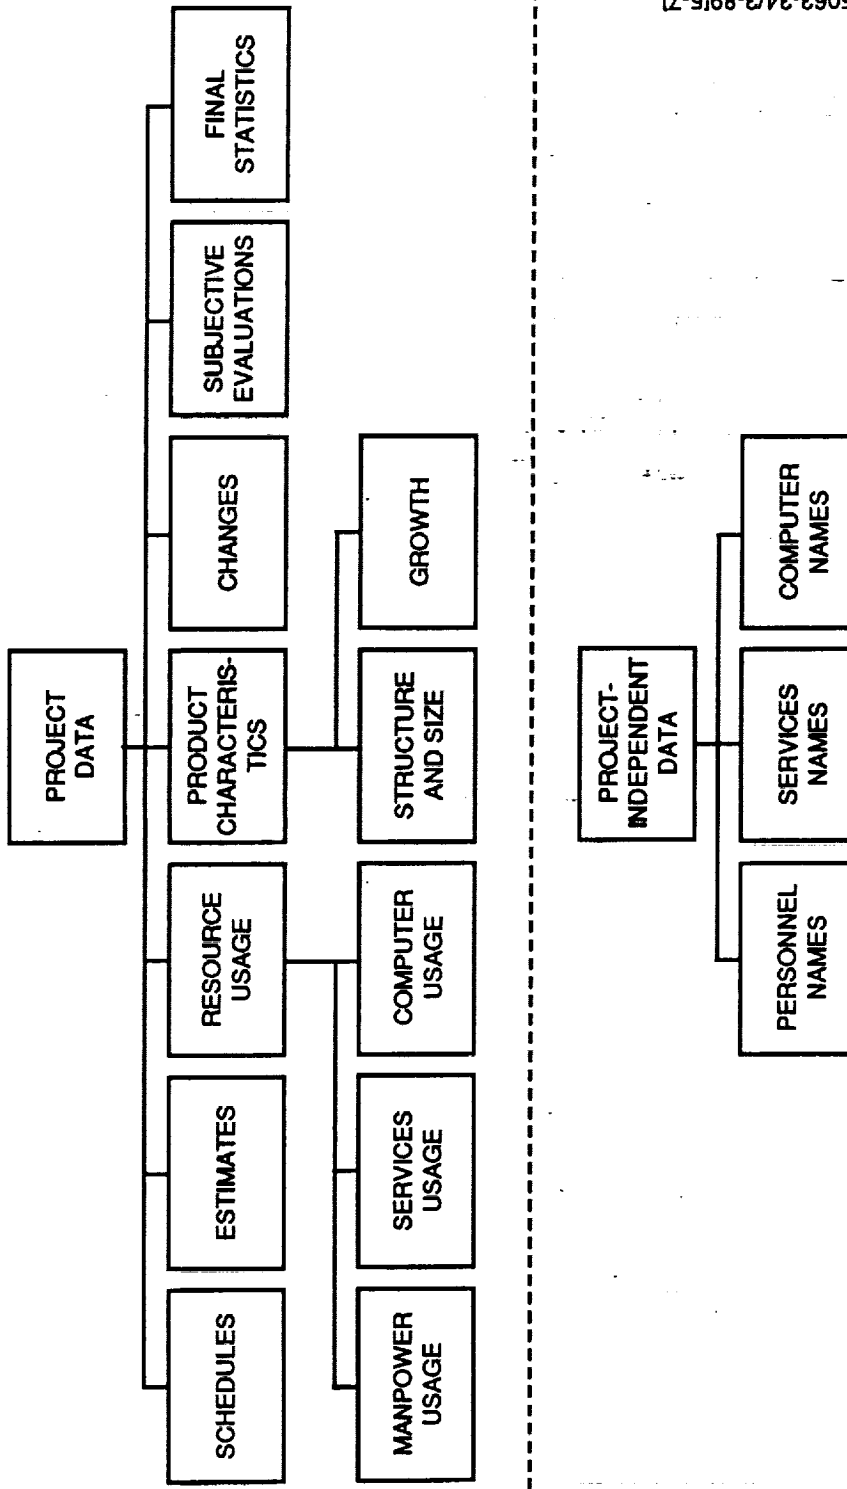 PROJECT
DATA
SCHEDULES
ESTIMATES
RESOURCE
USAGE
PRODUCT
CHARACTERIS-
TICS
CHANGES
SUBJECTIVE
EVALUATIONS
FINAL
STATISTICS
MANPOWER
USAGE
SERVICES
USAGE
COMPUTER
USAGE
STRUCTURE
AND SIZE
GROWTH
PROJECT-
INDEPENDENT
DATA
PERSONNEL
NAMES
SERVICES
NAMES
COMPUTER
NAMES